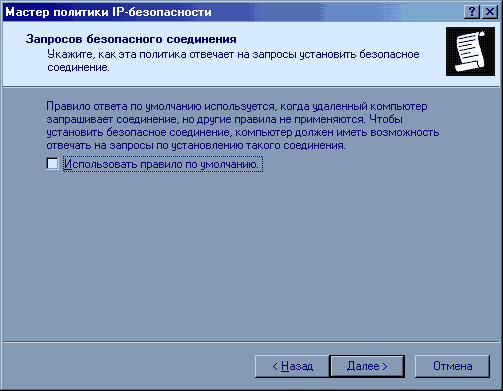 Мастер политики IP-безопасности
Запросов безопасного соединения
Укажите, как эта политика отвечает на запросы установить безопасное
соединение.
Правило ответа по умолчанию используется, когда удаленный компьютер
запрашивает соединение, но другие правила не применяются. Чтобы
установить безопасное соединение, компьютер должен иметь возможность
отвечать на запросы по установлению такого соединения.
Использовать правило по умолчанию.
< Назад Далее > Отмена